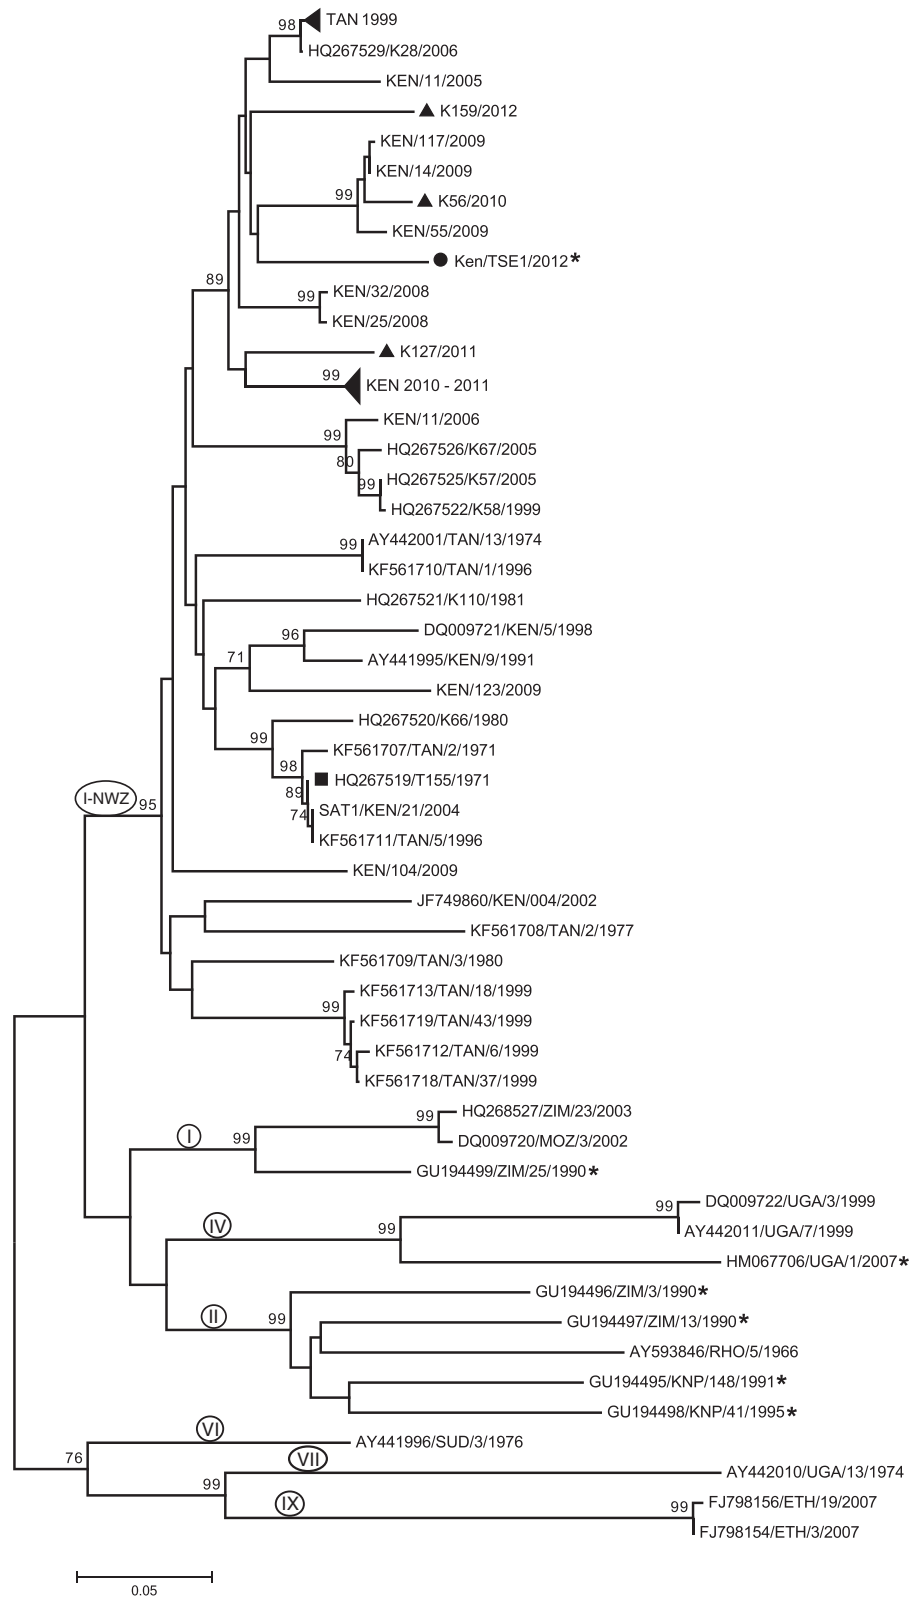 98
TAN 1999
HQ267529/K28/2006
KEN/11/2005
K159/2012
KEN/117/2009
KEN/14/2009
99
K56/2010
KEN/55/2009
Ken/TSE1/2012*
89
KEN/32/2008
99
KEN/25/2008
K127/2011
99
KEN 2010 - 2011
KEN/11/2006
99
HQ267526/K67/2005
80
HQ267525/K57/2005
99
HQ267522/K58/1999
AY442001/TAN/13/1974
99
KF561710/TAN/1/1996
HQ267521/K110/1981
DQ009721/KEN/5/1998
96
AY441995/KEN/9/1991
71
KEN/123/2009
HQ267520/K66/1980
99
KF561707/TAN/2/1971
98
HQ267519/T155/1971
89
SAT1/KEN/21/2004
74
KF561711/TAN/5/1996
I-NWZ
95
KEN/104/2009
JF749860/KEN/004/2002
KF561708/TAN/2/1977
KF561709/TAN/3/1980
KF561713/TAN/18/1999
99
KF561719/TAN/43/1999
KF561712/TAN/6/1999
74
KF561718/TAN/37/1999
HQ268527/ZIM/23/2003
99
DQ009720/MOZ/3/2002
I
99
GU194499/ZIM/25/1990*
DQ009722/UGA/3/1999
99
AY442011/UGA/7/1999
IV
99
HM067706/UGA/1/2007*
GU194496/ZIM/3/1990*
II
99
GU194497/ZIM/13/1990*
AY593846/RHO/5/1966
GU194495/KNP/148/1991*
GU194498/KNP/41/1995*
VI
AY441996/SUD/3/1976
76
VII
AY442010/UGA/13/1974
99
IX
FJ798156/ETH/19/2007
99
FJ798154/ETH/3/2007
0.05